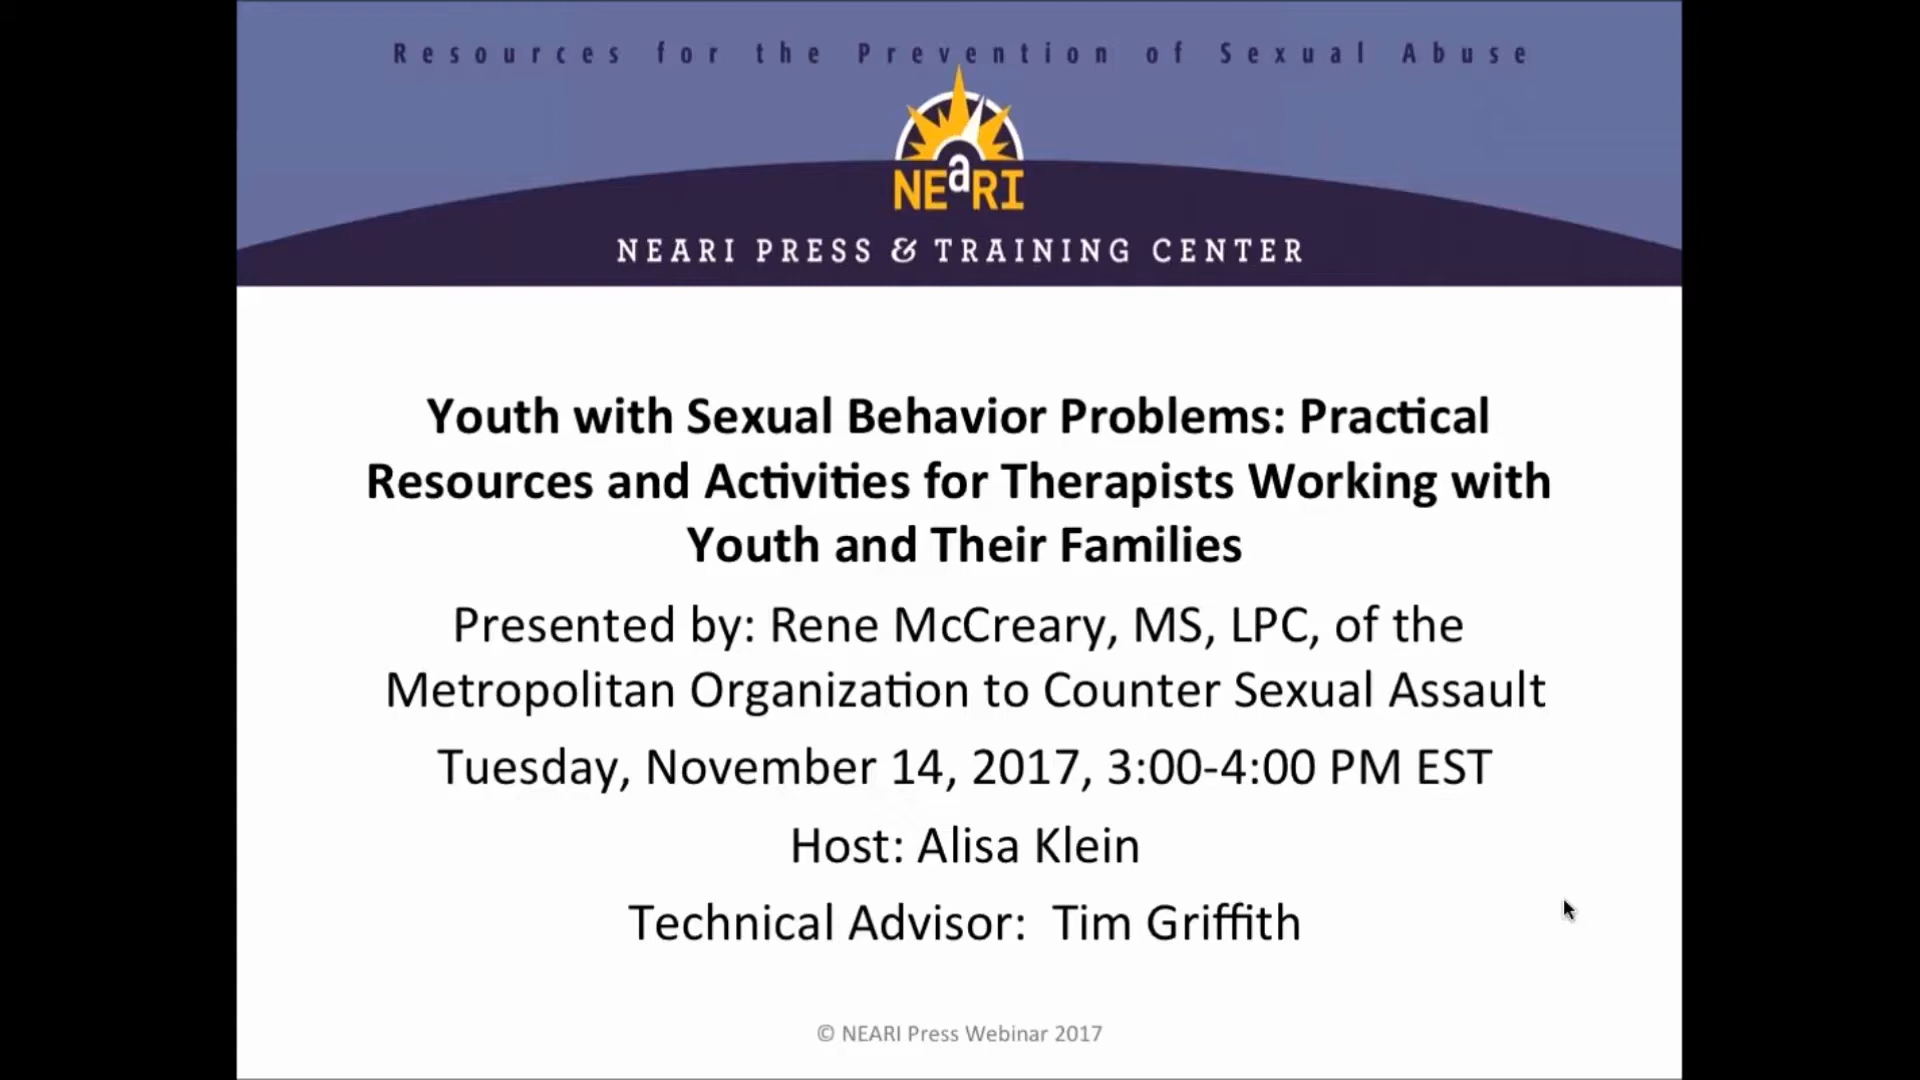 Resources for the Prevention of Sexual Abuse
NEaRI
NEARI PRESS & TRAINING CENTER
Youth with Sexual Behavior Problems: Practical
Resources and Activities for Therapists Working with
Youth and Their Families
Presented by: Rene McCreary, MS, LPC, of the
Metropolitan Organization to Counter Sexual Assault
Tuesday, November 14, 2017, 3:00-4:00 PM EST
Host: Alisa Klein
Technical Advisor:  Tim Griffith
© NEARI Press Webinar 2017